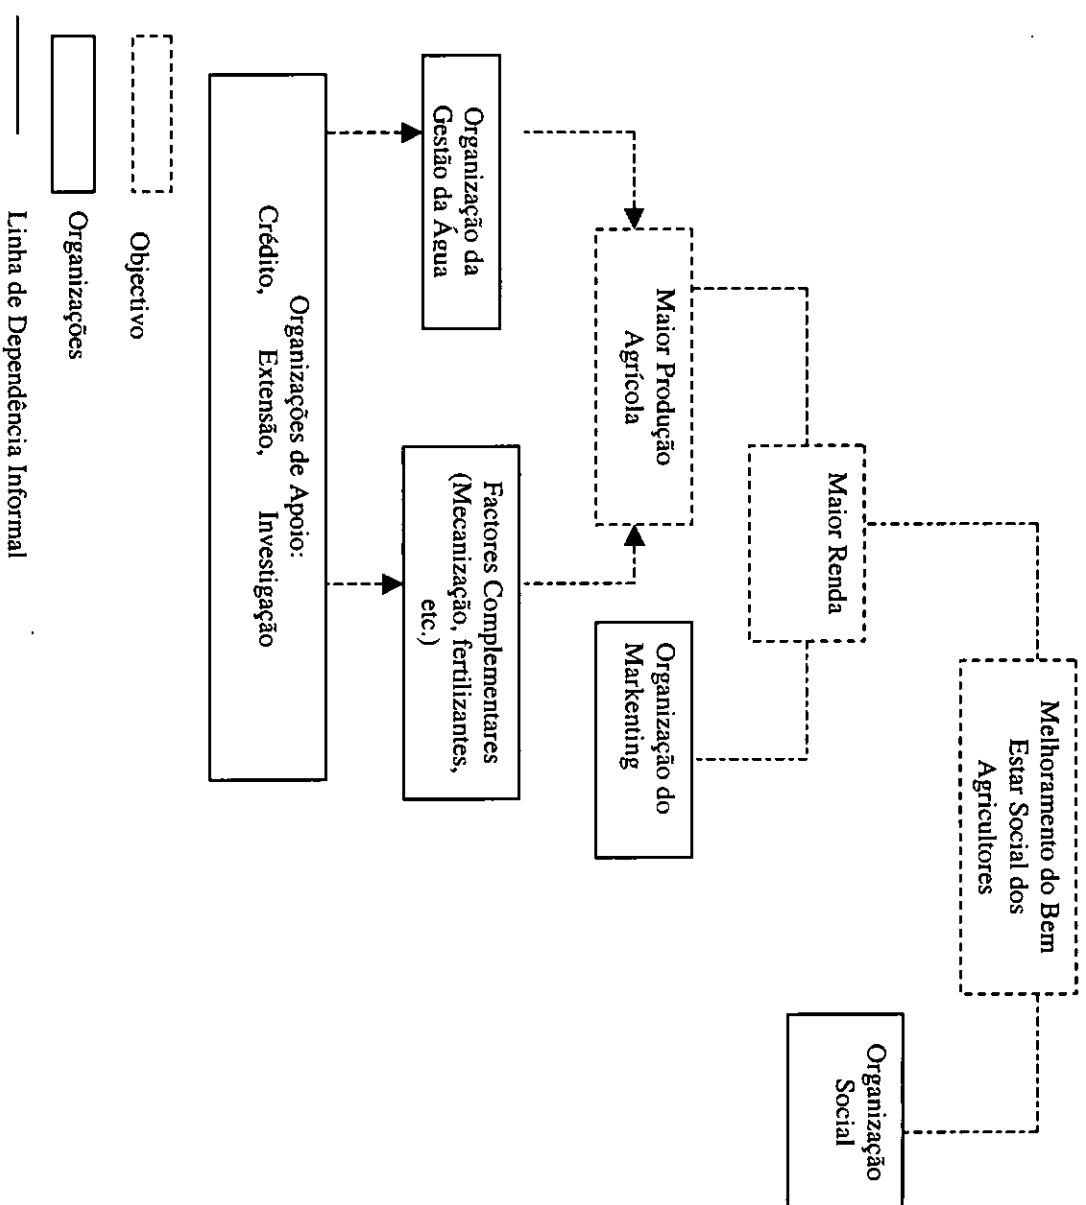 Melhoramento do Bem
Estar Social dos
Agricultores
Organização
Social
Maior Renda
Maior Produção
Agrícola
Organização do
Markenting
Organização da
Gestão da Água
Factores Complementares
(Mecanização, fertilizantes,
etc.)
Organizações de Apoio:
Crédito, Extensão, Investigação
Objectivo
Organizações
Linha de Dependência Informal